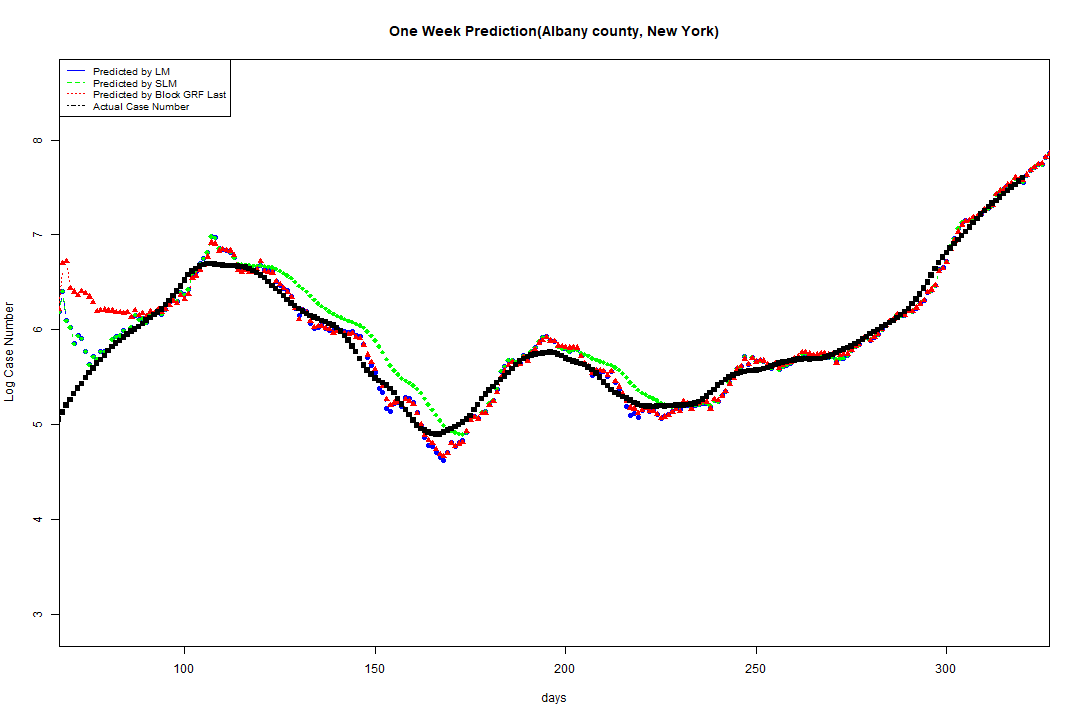 One Week Prediction(Albany county, New York)
Predicted by LM
Predicted by SLM
Predicted by Block GRF Last
Actual Case Number
Log Case Number
8
7
6
5
4
3
100 150 200 250 300
days